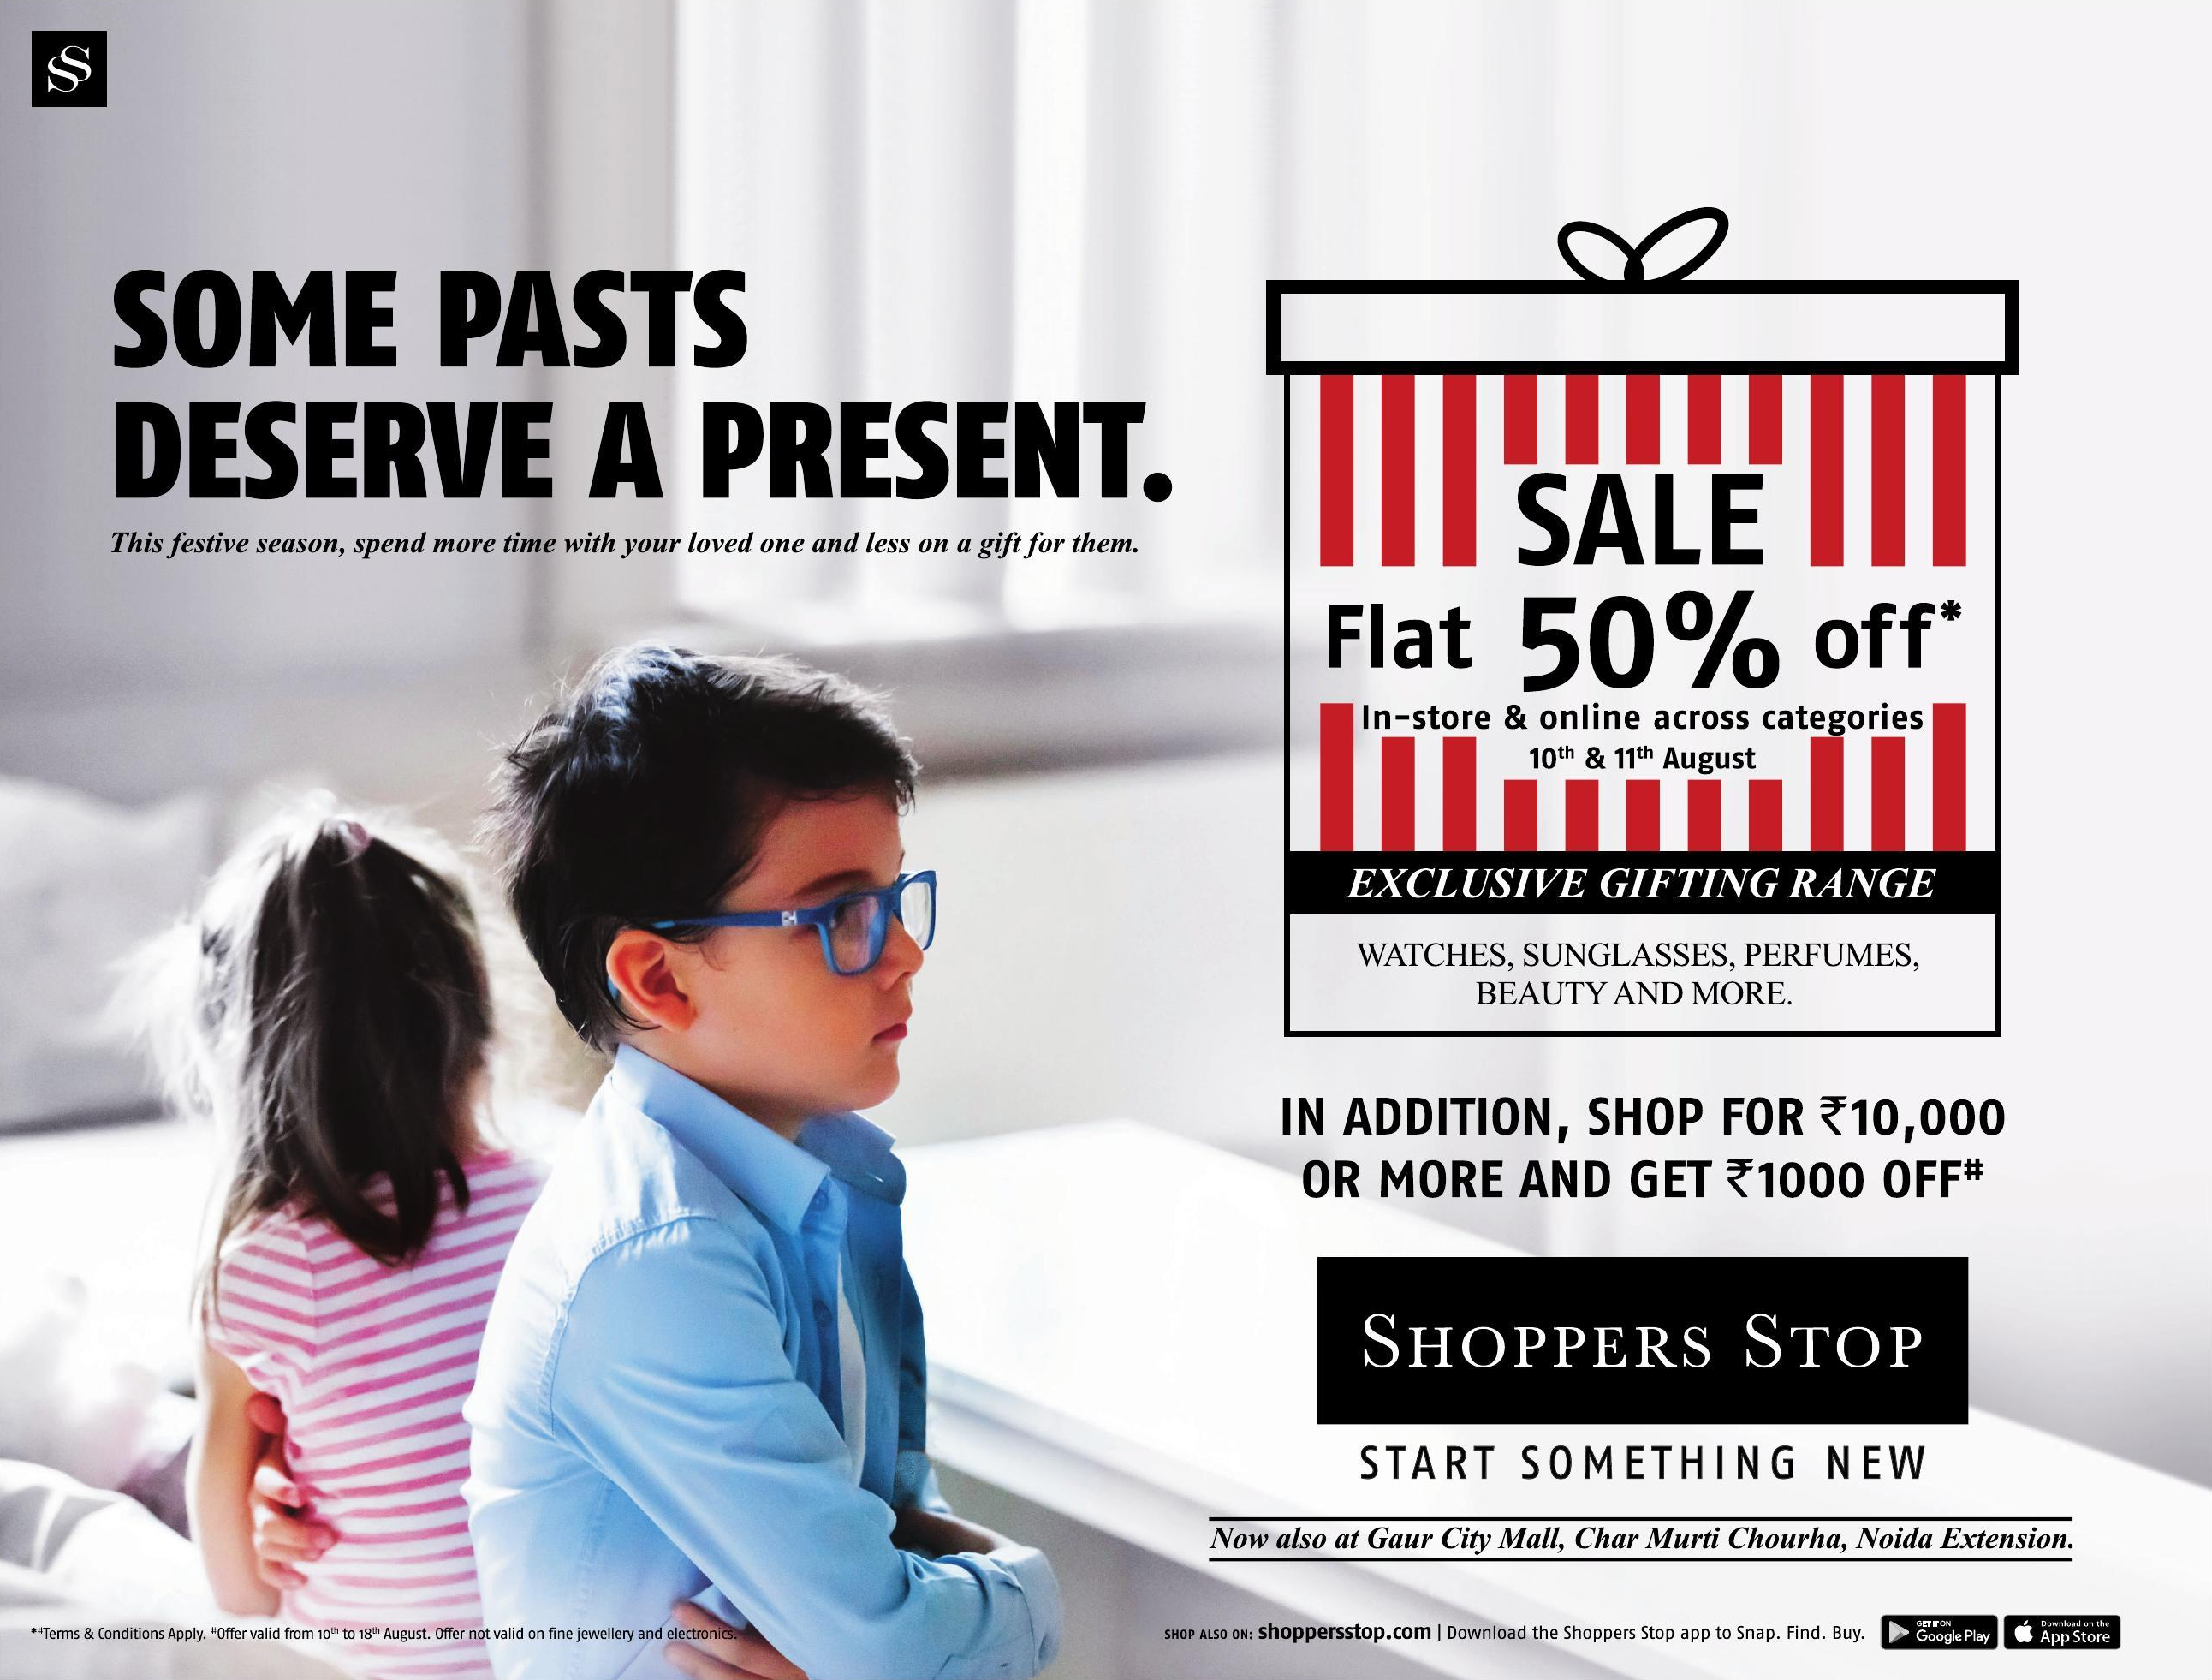 SS
SOME PASTS
DESERVE A PRESENT.
This festive season, spend more time with your loved one and less on a gift for them.
SALE
Flat 50% off*
In-store & online across categories
10th & 11th August
EXCLUSIVE GIFTING RANGE
WATCHES, SUNGLASSES, PERFUMES,
BEAUTY AND MORE.
IN ADDITION, SHOP FOR ₹10,000
OR MORE AND GET ₹1000 OFF#
SHOPPERS STOP
START SOMETHING NEW
Now also at Gaur City Mall, Char Murti Chourha, Noida Extension.
*#Terms & Conditions Apply. #Offer valid from 10th to 18th August. Offer not valid on fine jewellery and electronics.
SHOP ALSO ON: shoppersstop.com | Download the Shoppers Stop app to Snap. Find. Buy.
GET IT ON
Google Play
Download on the
App Store